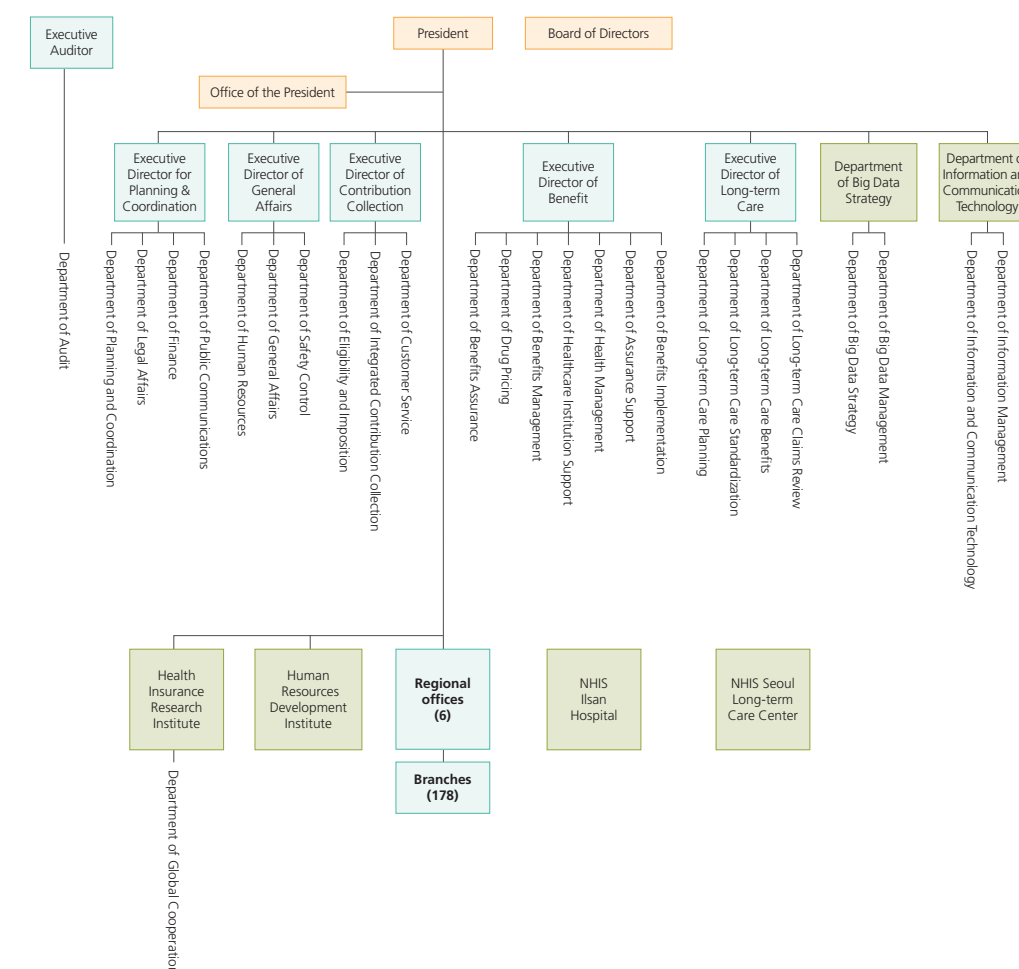 Executive
Auditor
President
Board of Directors
Office of the President
Executive
Director for
Planning &
Coordination
Executive
Director of
General
Affairs
Executive
Director of
Contribution
Collection
Executive
Director of
Benefit
Executive
Director of
Long-term
Care
Department
of Big Data
Strategy
Department o
Information an
Communicatio
Technology
Department of Audit
Department of Planning and Coordination
Department of Legal Affairs
Department of Finance
Department of Public Communications
Department of Human Resources
Department of General Affairs
Department of Safety Control
Department of Eligibility and Imposition
Department of Integrated Contribution Collection
Department of Customer Service
Department of Benefits Assurance
Department of Drug Pricing
Department of Benefits Management
Department of Healthcare Institution Support
Department of Health Management
Department of Assurance Support
Department of Benefits Implementation
Department of Long-term Care Planning
Department of Long-term Care Standardization
Department of Long-term Care Benefits
Department of Long-term Care Claims Review
Department of Big Data Strategy
Department of Big Data Management
Department of Information and Communication Technology
Department of Information Management
Health
Insurance
Research
Institute
Human
Resources
Development
Institute
Regional
offices
(6)
NHIS
Ilsan
Hospital
NHIS Seoul
Long-term
Care Center
Branches
(178)
Department of Global Cooperation